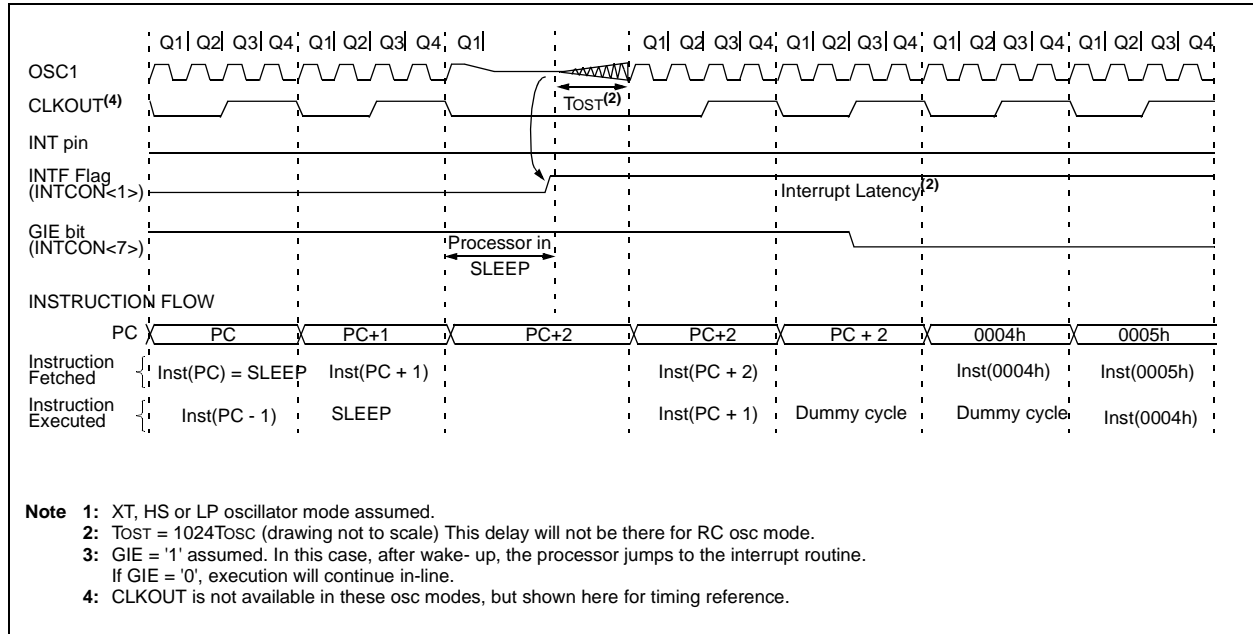 Q1 Q2 Q3 Q4 Q1 Q2 Q3 Q4 Q1 Q1 Q2 Q3 Q4 Q1 Q2 Q3 Q4 Q1 Q2 Q3 Q4 Q1 Q2 Q3 Q4
OSC1
CLKOUT(4)
TOST(2)
INT pin
INTF Flag
(INTCON<1>)
Interrupt Latency(2)
GIE bit
(INTCON<7>)
Processor in
SLEEP
INSTRUCTION FLOW
PC PC PC+1 PC+2 PC+2 PC + 2 0004h 0005h
Instruction
Fetched
Inst(PC) = SLEEP Inst(PC + 1) Inst(PC + 2) Inst(0004h) Inst(0005h)
Instruction
Executed
Inst(PC - 1) SLEEP Inst(PC + 1) Dummy cycle Dummy cycle Inst(0004h)
Note 1: XT, HS or LP oscillator mode assumed.
2: TOST = 1024TOSC (drawing not to scale) This delay will not be there for RC osc mode.
3: GIE = '1' assumed. In this case, after wake- up, the processor jumps to the interrupt routine.
If GIE = '0', execution will continue in-line.
4: CLKOUT is not available in these osc modes, but shown here for timing reference.